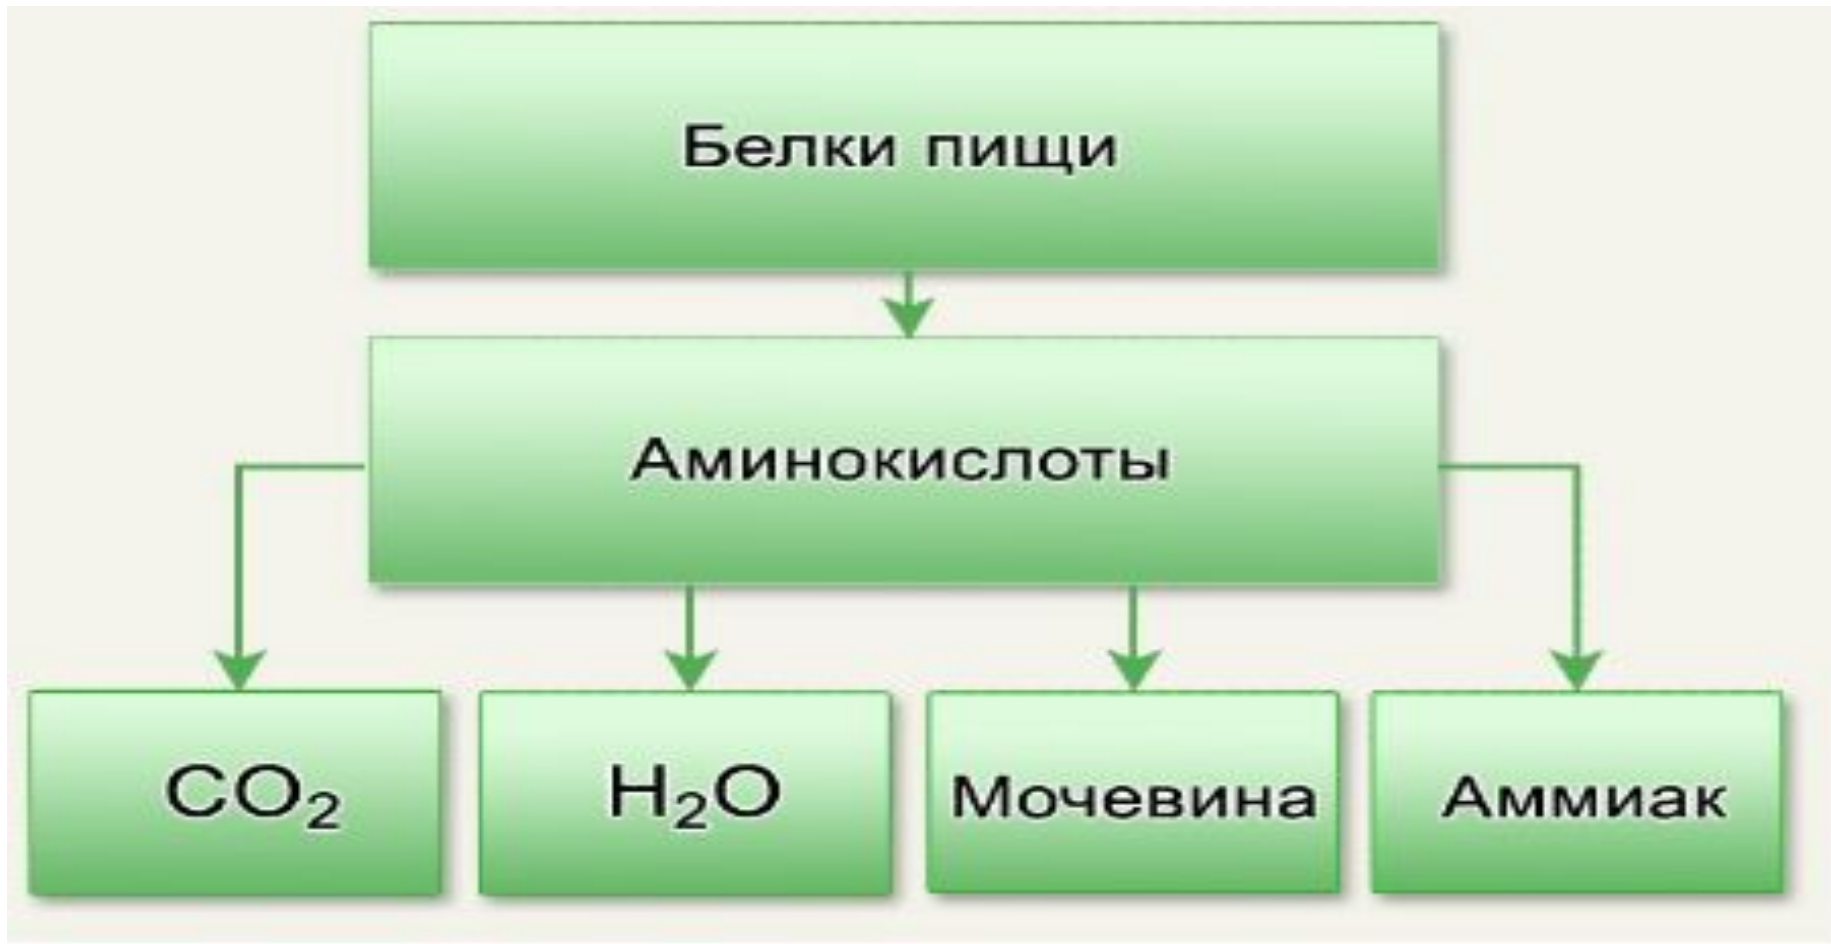 Белки пищи
Аминокислоты
CO₂
H₂O
Мочевина
Аммиак